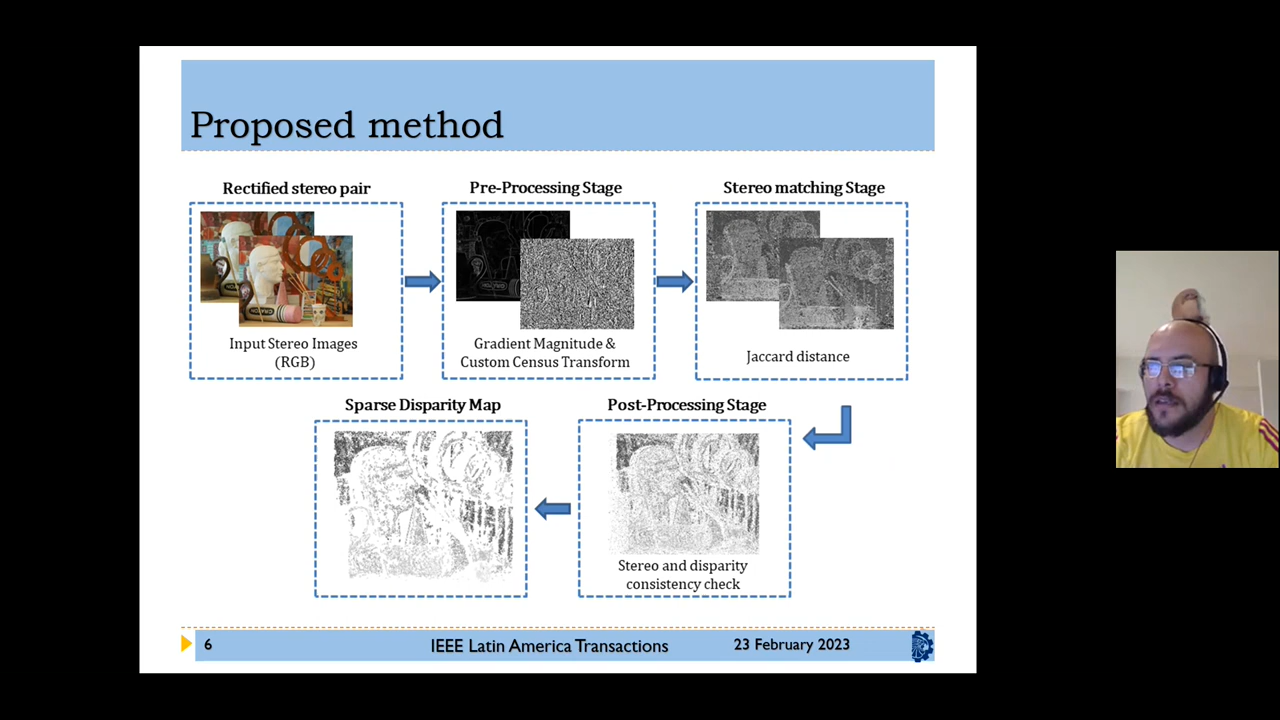 Proposed method
Rectified stereo pair
Pre-Processing Stage
Stereo matching Stage
Input Stereo Images
(RGB)
Gradient Magnitude &
Custom Census Transform
Jaccard distance
Sparse Disparity Map
Post-Processing Stage
Stereo and disparity
consistency check
6
IEEE Latin America Transactions
23 February 2023